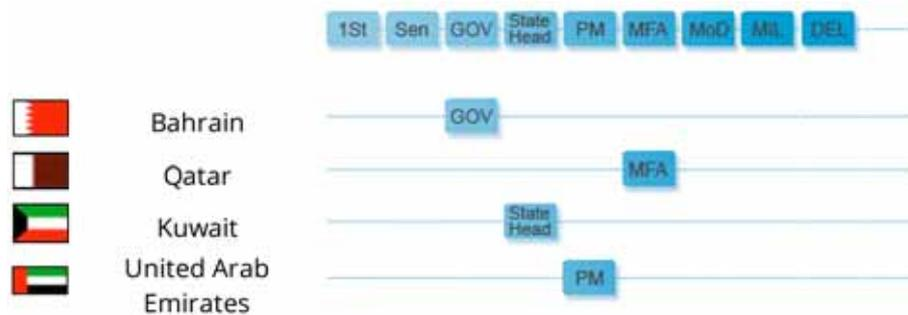 1St Sen GOV State Head PM MFA MoD MIL DEL
Bahrain GOV
Qatar MFA
Kuwait State Head
United Arab Emirates PM